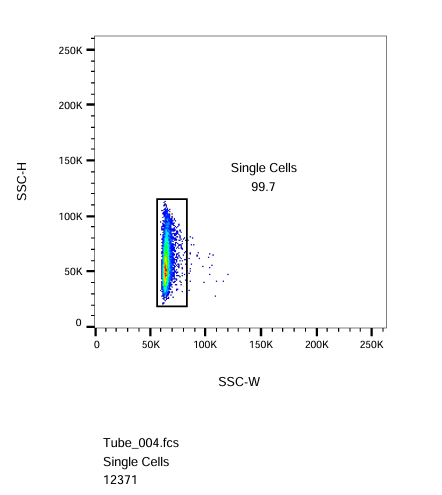 250K
200K
150K
100K
50K
0
SSC-H
Single Cells
99.7
0 50K 100K 150K 200K 250K
SSC-W
Tube_004.fcs
Single Cells
12371